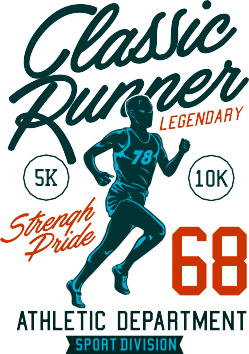 Classic
Runner
LEGENDARY
78
5K
10K
Strengh
Pride
68
ATHLETIC DEPARTMENT
SPORT DIVISION